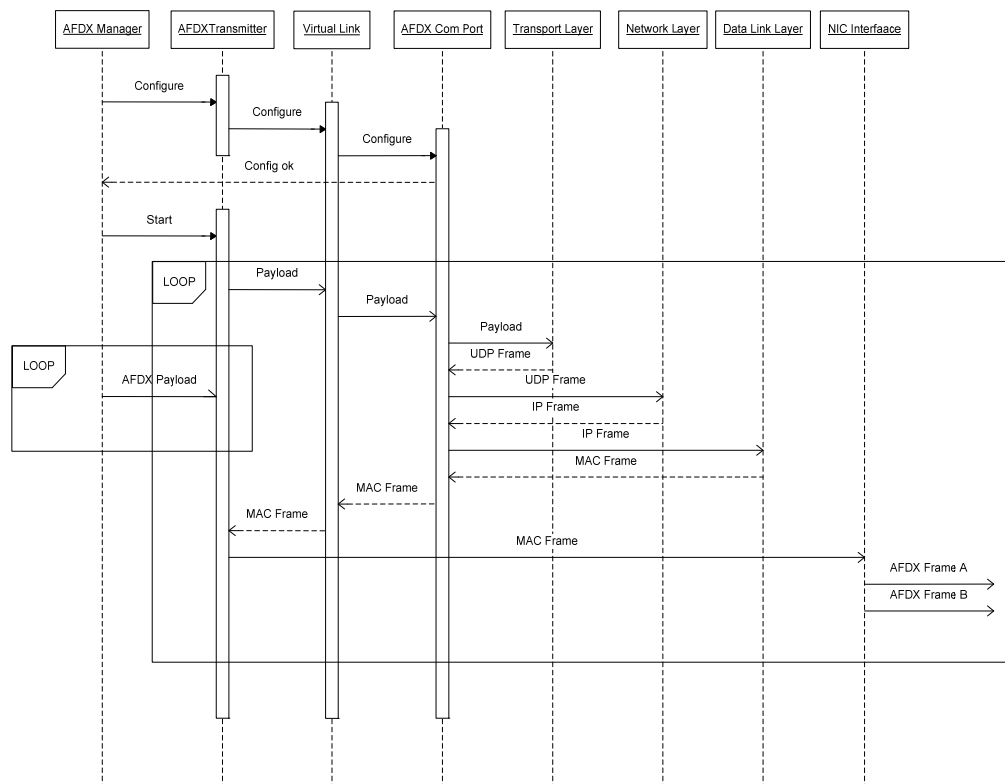 AFDX Manager
AFDXTransmitter
Virtual Link
AFDX Com Port
Transport Layer
Network Layer
Data Link Layer
NIC Interfaace
Configure
Configure
Configure
Config ok
Start
LOOP
Payload
Payload
Payload
UDP Frame
LOOP
AFDX Payload
UDP Frame
IP Frame
IP Frame
MAC Frame
MAC Frame
MAC Frame
MAC Frame
AFDX Frame A
AFDX Frame B